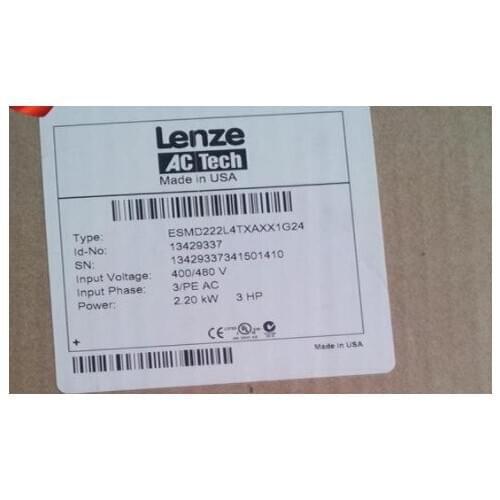 Lenze
AC Tech
Made in USA
Type: ESMD222L4TXAXX1G24
Id-No: 13429337
SN: 13429337341501410
Input Voltage: 400/480 V
Input Phase: 3/PE AC
Power: 2.20 kW 3 HP
CE
+
Made in USA